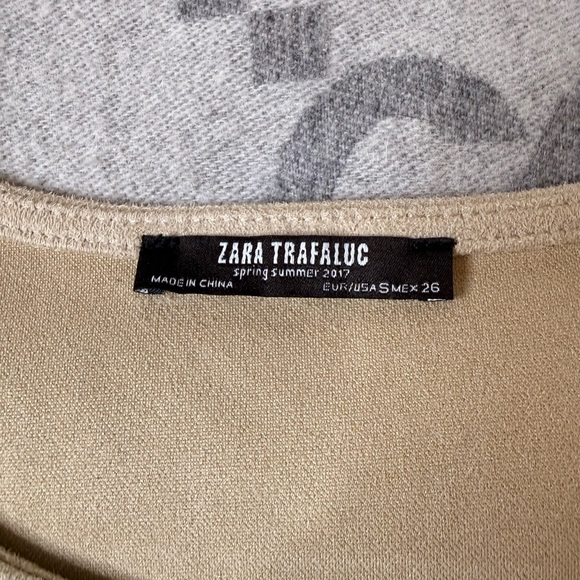 ZARA TRAFALUC
spring summer 2017
MADE IN CHINA EUR/USA S MEX 26